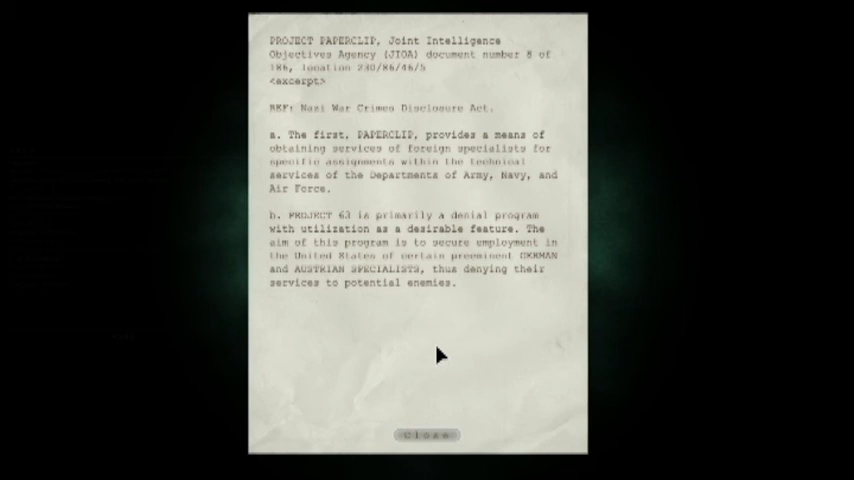 PROJECT PAPERCLIP, Joint Intelligence
Objectives Agency (JIOA) document number 8 of
186, location 230/86/46/5
<excerpt>
REF: Nazi War Crimes Disclosure Act.
a. The first, PAPERCLIP, provides a means of
obtaining services of foreign specialists for
specific assignments within the technical
services of the Departments of Army, Navy, and
Air Force.
b. PROJECT 63 is primarily a denial program
with utilization as a desirable feature. The
aim of this program is to secure employment in
the United States of certain preeminent GERMAN
and AUSTRIAN SPECIALISTS, thus denying their
services to potential enemies.
Close